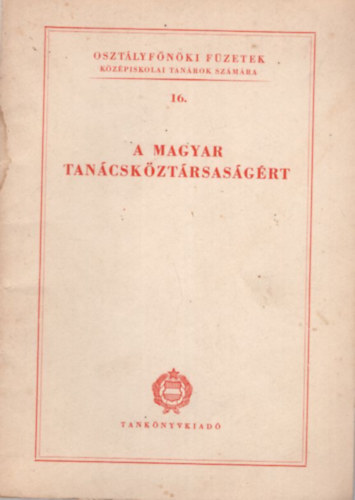 OSZTÁLYFŐNÖKI FÜZETEK
KÖZÉPISKOLAI TANÁROK SZÁMÁRA
16.
A MAGYAR
TANÁCSKÖZTÁRSASÁGÉRT
TANKÖNYVKIADÓ